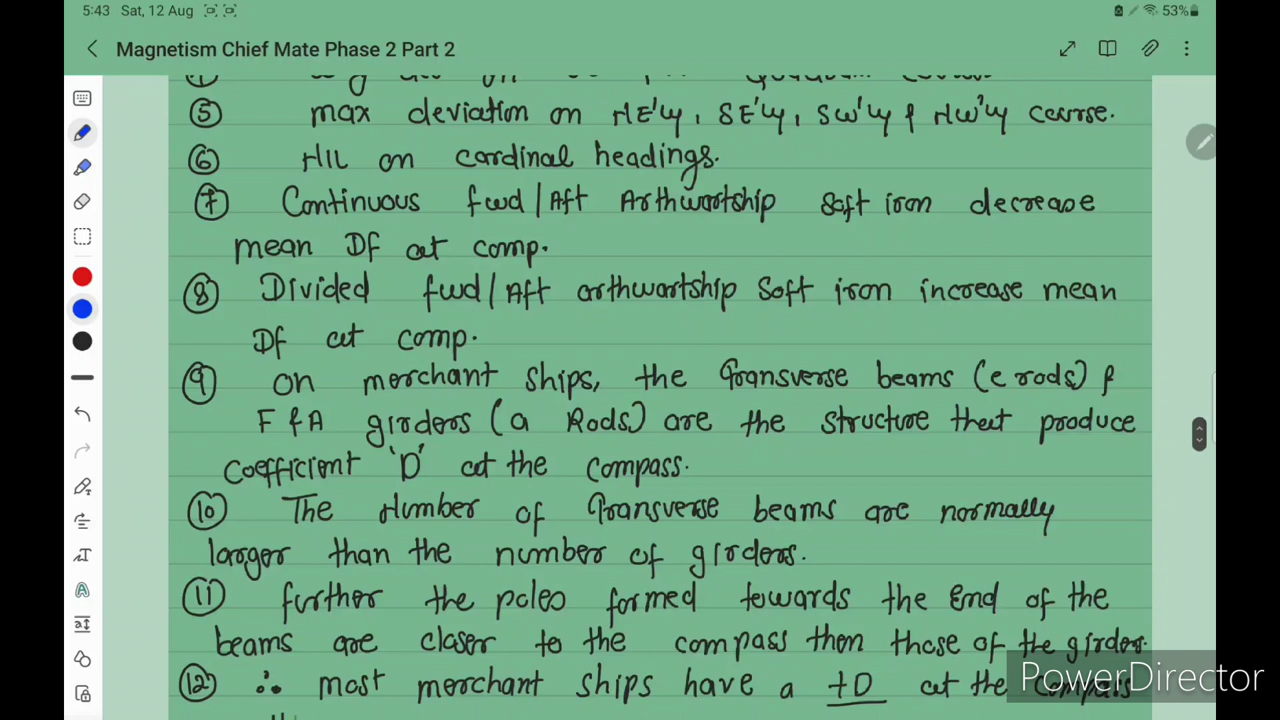 5:43 Sat, 12 Aug 53%
Magnetism Chief Mate Phase 2 Part 2
⑤ max deviation on NE'ly, SE'ly, SW'ly & NW'ly course.
⑥ NIL on cardinal headings.
⑦ Continuous fwd/Aft Arthwartship Soft iron decrease
mean Df at comp.
⑧ Divided fwd/Aft arthwartship Soft iron increase mean
Df at comp.
⑨ On merchant ships, the Transverse beams (e rods) &
F & A girders (a Rods) are the structure that produce
Coefficient 'D' at the compass.
⑩ The Number of Transverse beams are normally
larger than the number of girders.
⑪ further the poles formed towards the End of the
beams are closer to the compass then those of the girders.
⑫ ∴ most merchant ships have a +D at the Compass
PowerDirector